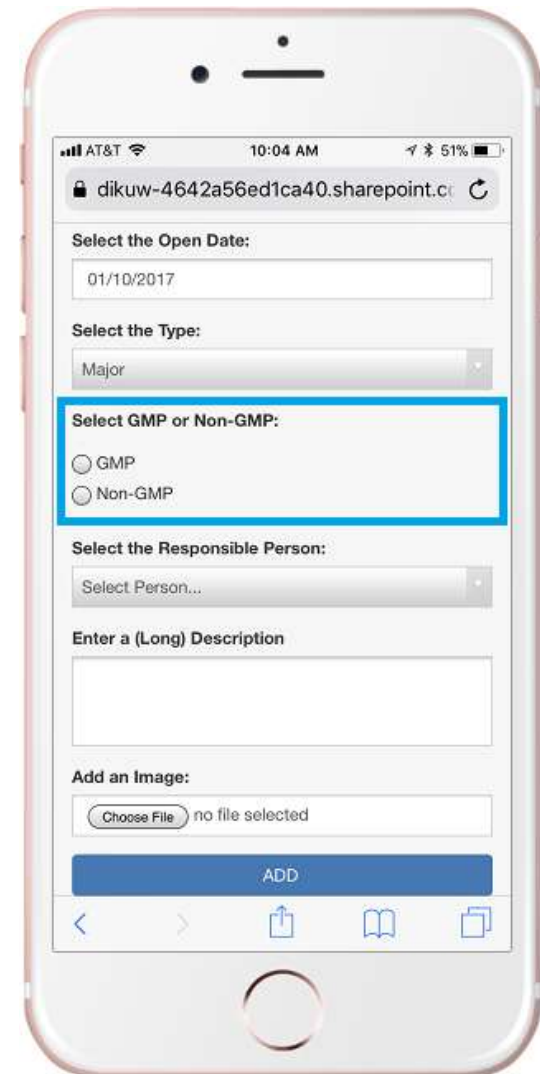 AT&T 10:04 AM 51%
dikuw-4642a56ed1ca40.sharepoint.c
Select the Open Date:
01/10/2017
Select the Type:
Major
Select GMP or Non-GMP:
GMP
Non-GMP
Select the Responsible Person:
Select Person...
Enter a (Long) Description
Add an Image:
Choose File no file selected
ADD